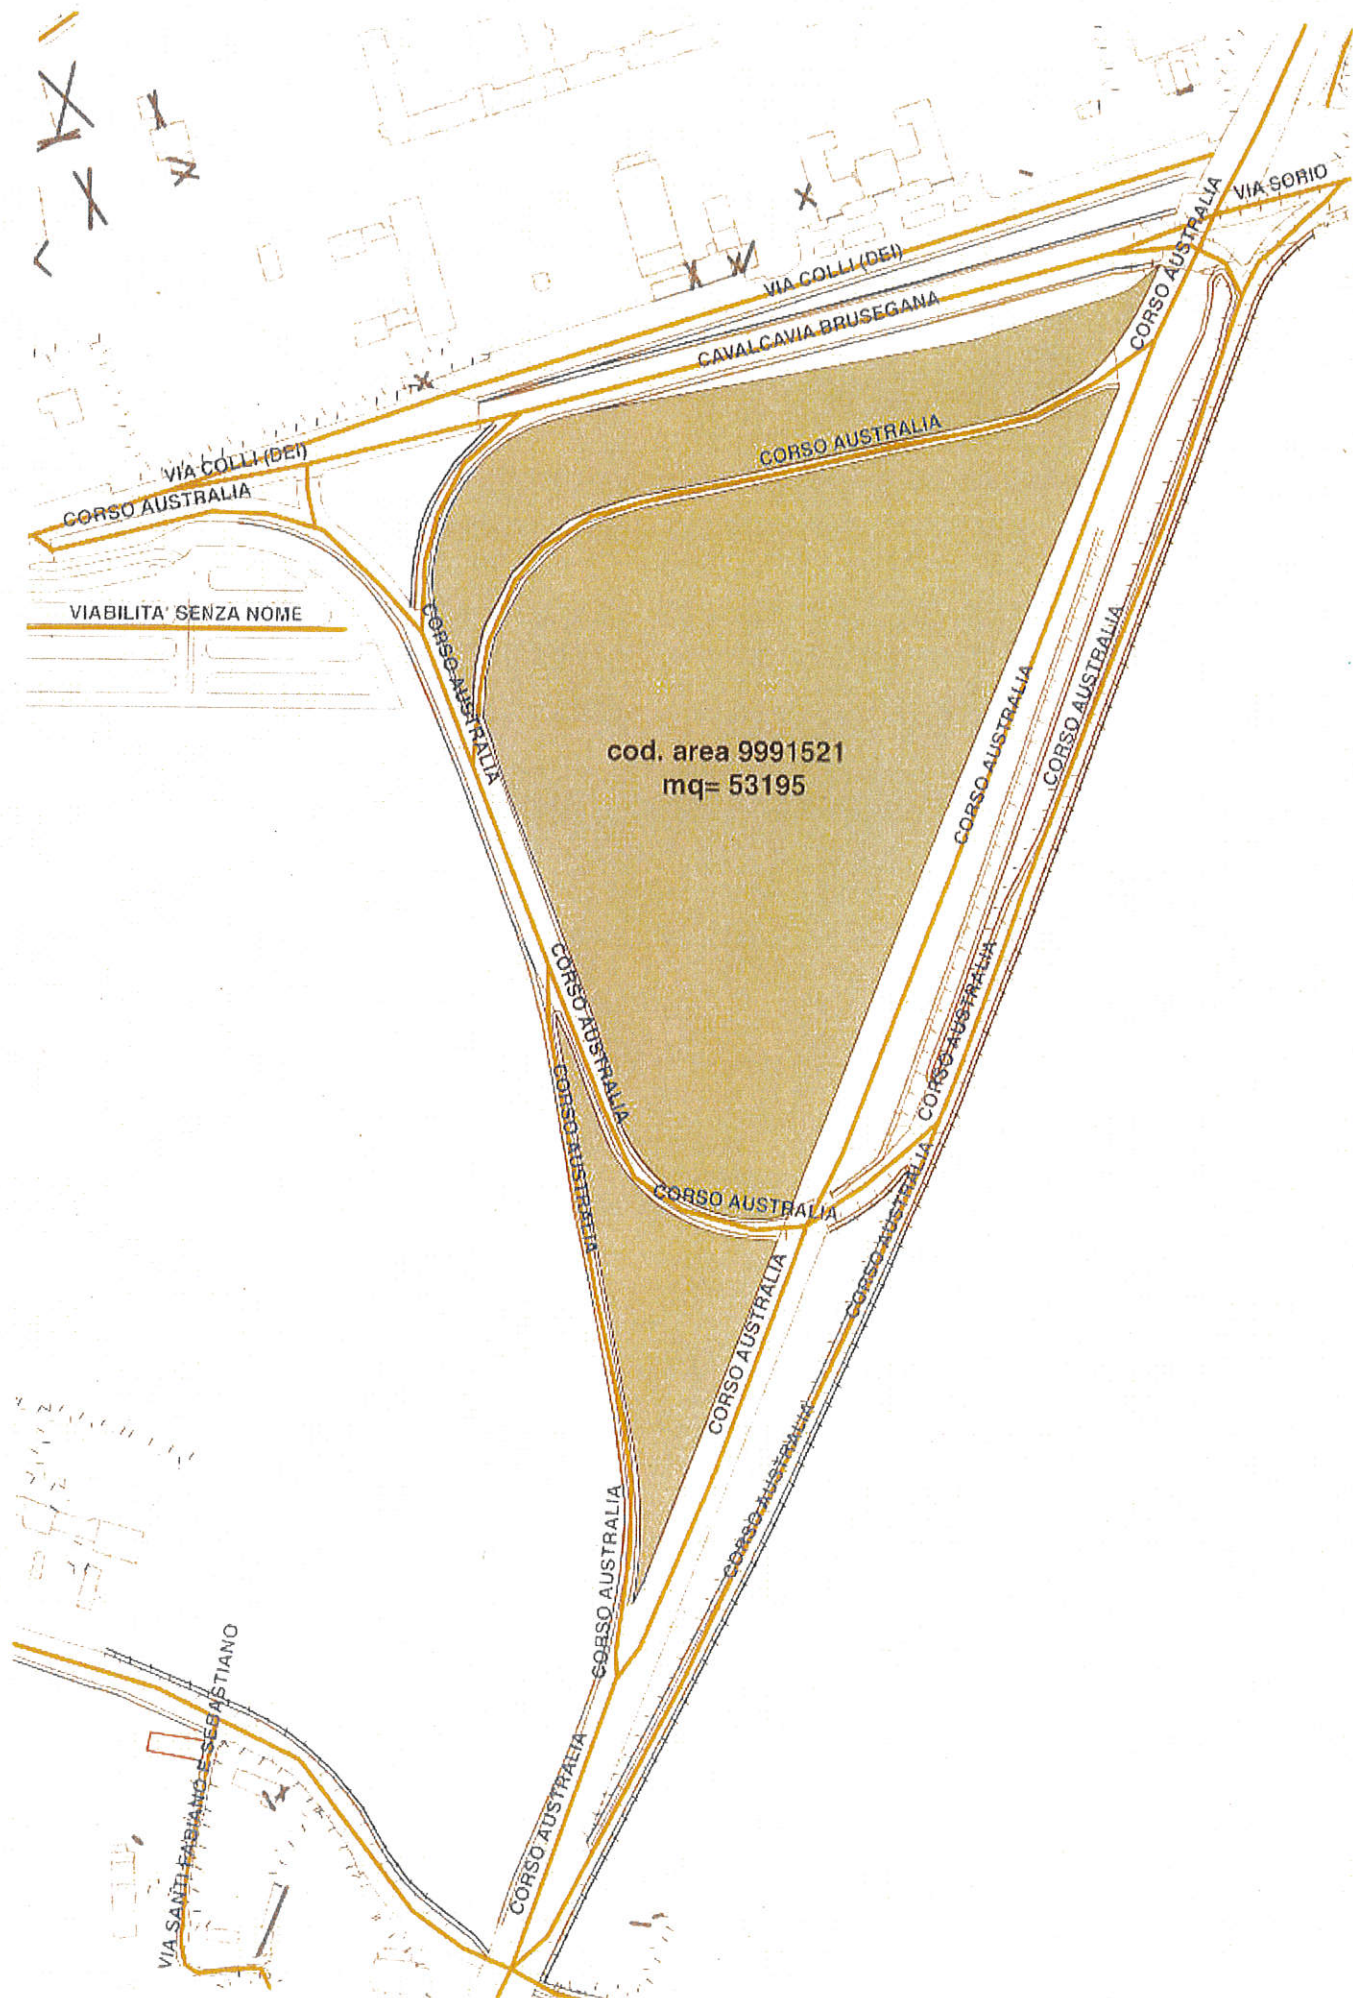 VIA SORIO
CORSO AUSTRALIA
VIA COLLI (DEI)
CAVALCAVIA BRUSEGANA
CORSO AUSTRALIA
VIA COLLI (DEI)
CORSO AUSTRALIA
VIABILITA' SENZA NOME
CORSO AUSTRALIA
CORSO AUSTRALIA
CORSO AUSTRALIA
cod. area 9991521
mq= 53195
CORSO AUSTRALIA
CORSO AUSTRALIA
CORSO AUSTRALIA
CORSO AUSTRALIA
CORSO AUSTRALIA
CORSO AUSTRALIA
CORSO AUSTRALIA
CORSO AUSTRALIA
CORSO AUSTRALIA
CORSO AUSTRALIA
VIA SANTI FABIANO E SEBASTIANO
CORSO AUSTRALIA